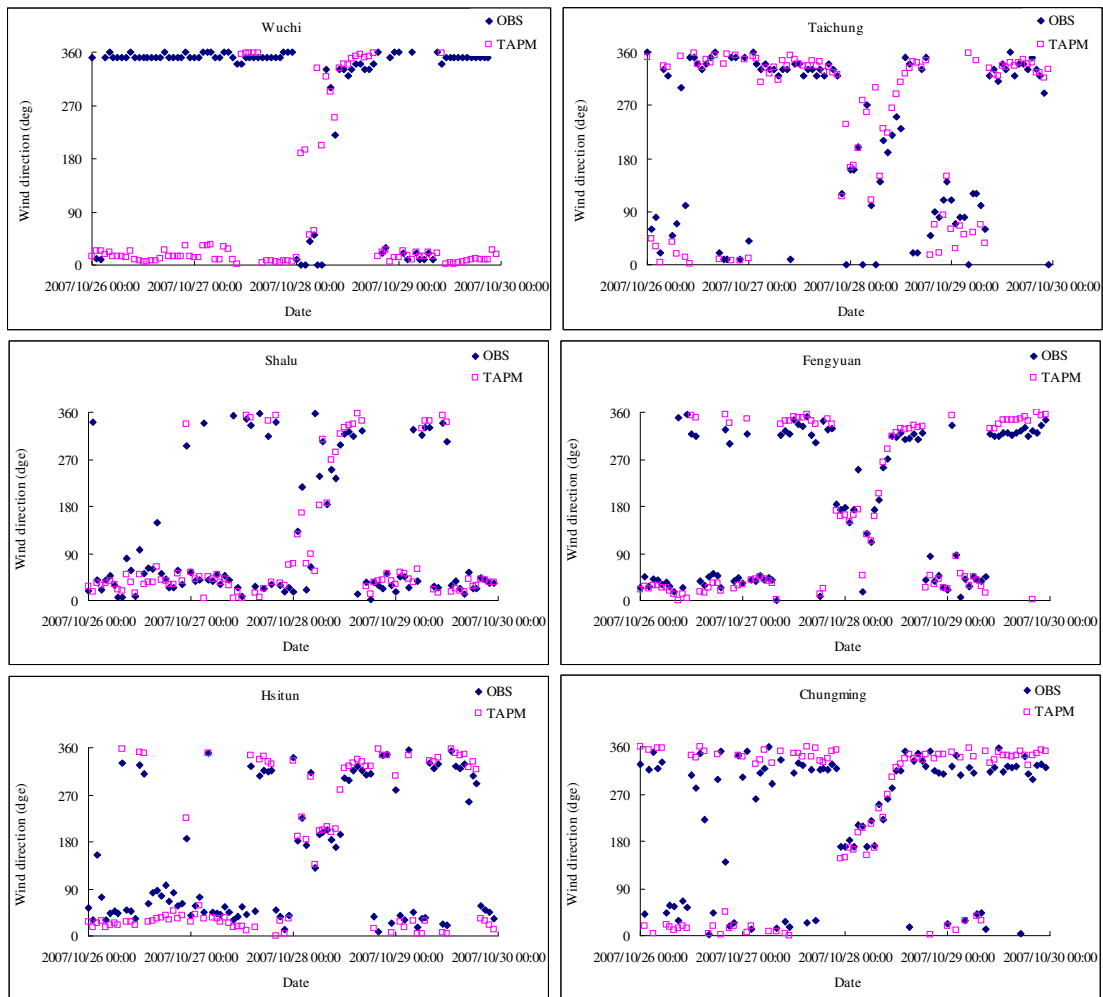 Wuchi
OBS
TAPM
Wind direction (deg)
360
270
180
90
0
2007/10/26 00:00
2007/10/27 00:00
2007/10/28 00:00
2007/10/29 00:00
2007/10/30 00:00
Date
Taichung
OBS
TAPM
Wind direction (deg)
360
270
180
90
0
2007/10/26 00:00
2007/10/27 00:00
2007/10/28 00:00
2007/10/29 00:00
2007/10/30 00:00
Date
Shalu
OBS
TAPM
Wind direction (dge)
360
270
180
90
0
2007/10/26 00:00
2007/10/27 00:00
2007/10/28 00:00
2007/10/29 00:00
2007/10/30 00:00
Date
Fengyuan
OBS
TAPM
Wind direction (dge)
360
270
180
90
0
2007/10/26 00:00
2007/10/27 00:00
2007/10/28 00:00
2007/10/29 00:00
2007/10/30 00:00
Date
Hsitun
OBS
TAPM
Wind direction (dge)
360
270
180
90
0
2007/10/26 00:00
2007/10/27 00:00
2007/10/28 00:00
2007/10/29 00:00
2007/10/30 00:00
Date
Chungming
OBS
TAPM
Wind direction (dge)
360
270
180
90
0
2007/10/26 00:00
2007/10/27 00:00
2007/10/28 00:00
2007/10/29 00:00
2007/10/30 00:00
Date